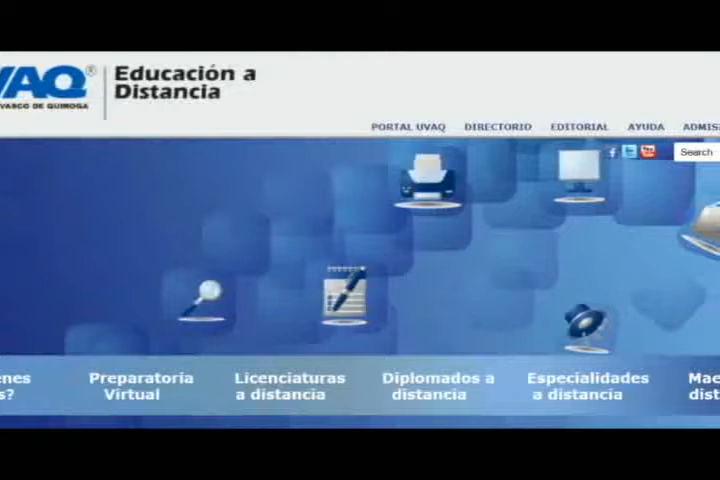 VAQ® Educación a
Distancia
VASCO DE QUIROGA
PORTAL UVAQ DIRECTORIO EDITORIAL AYUDA
Search
Preparatoria
Virtual
Licenciaturas
a distancia
Diplomados a
distancia
Especialidades
a distancia